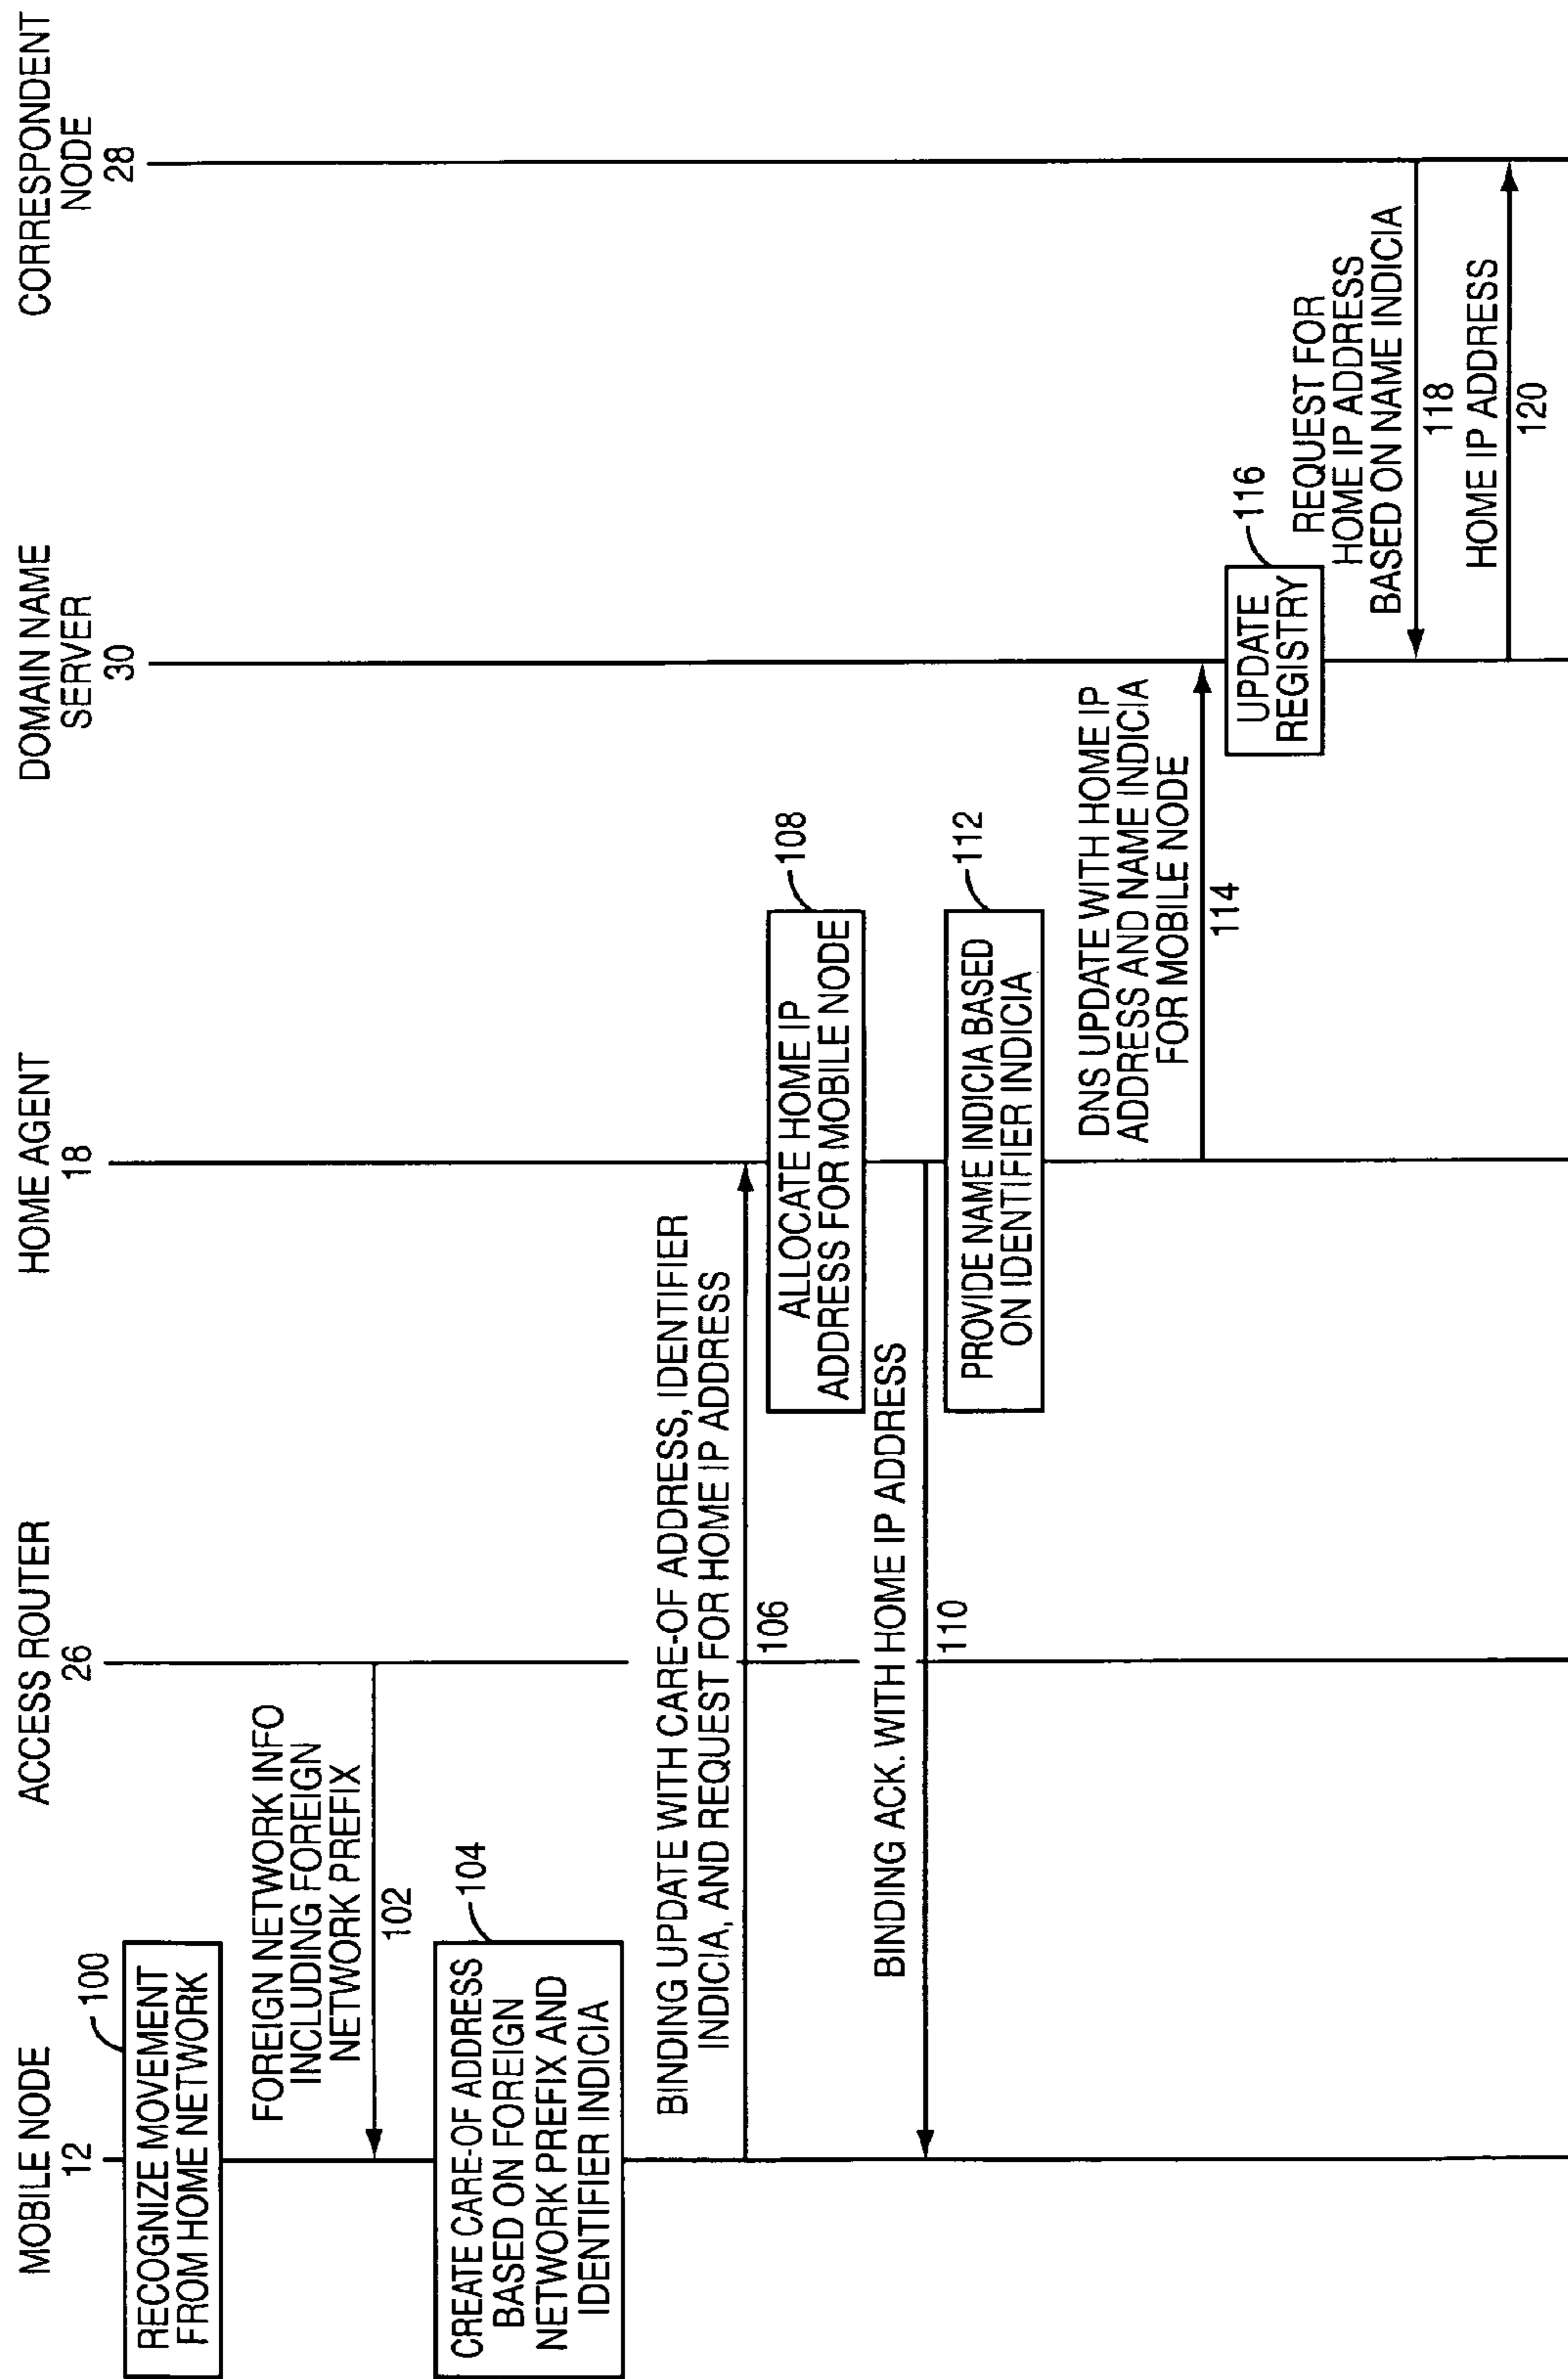 MOBILE NODE
12
ACCESS ROUTER
26
HOME AGENT
18
DOMAIN NAME
SERVER
30
CORRESPONDENT
NODE
28
RECOGNIZE MOVEMENT
FROM HOME NETWORK
100
FOREIGN NETWORK INFO
INCLUDING FOREIGN
NETWORK PREFIX
102
CREATE CARE-OF ADDRESS
BASED ON FOREIGN
NETWORK PREFIX AND
IDENTIFIER INDICIA
104
BINDING UPDATE WITH CARE-OF ADDRESS, IDENTIFIER
INDICIA, AND REQUEST FOR HOME IP ADDRESS
106
ALLOCATE HOME IP
ADDRESS FOR MOBILE NODE
108
BINDING ACK. WITH HOME IP ADDRESS
110
PROVIDE NAME INDICIA BASED
ON IDENTIFIER INDICIA
112
DNS UPDATE WITH HOME IP
ADDRESS AND NAME INDICIA
FOR MOBILE NODE
114
UPDATE
REGISTRY
116
REQUEST FOR
HOME IP ADDRESS
BASED ON NAME INDICIA
118
HOME IP ADDRESS
120